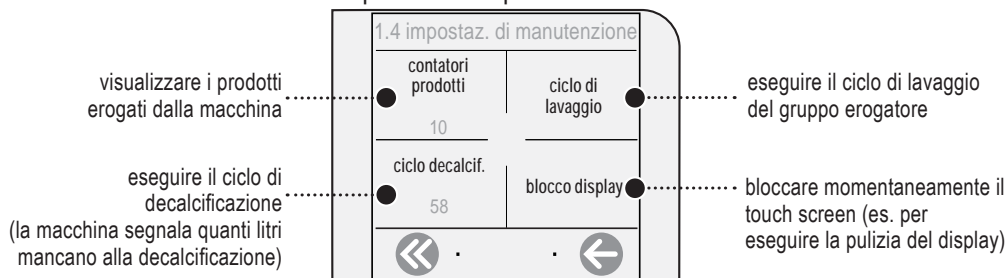 1.4 impostaz. di manutenzione
visualizzare i prodotti
erogati dalla macchina
contatori
prodotti
10
ciclo di
lavaggio
eseguire il ciclo di lavaggio
del gruppo erogatore
eseguire il ciclo di
decalcificazione
(la macchina segnala quanti litri
mancano alla decalcificazione)
ciclo decalcif.
58
blocco display
bloccare momentaneamente il
touch screen (es. per
eseguire la pulizia del display)